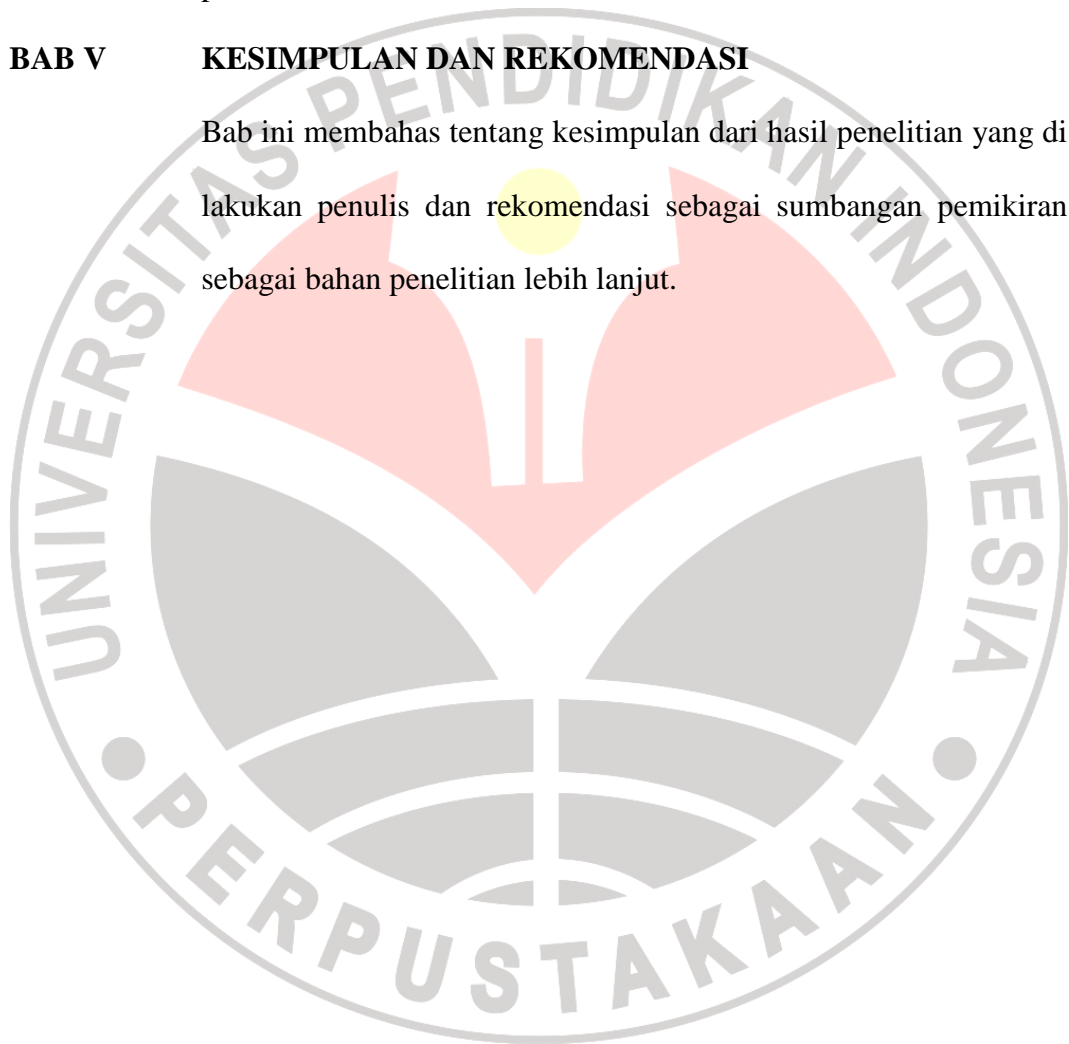 BAB V KESIMPULAN DAN REKOMENDASI
Bab ini membahas tentang kesimpulan dari hasil penelitian yang di
lakukan penulis dan rekomendasi sebagai sumbangan pemikiran
sebagai bahan penelitian lebih lanjut.
UNIVERSITAS PENDIDIKAN INDONESIA
PERPUSTAKAAN